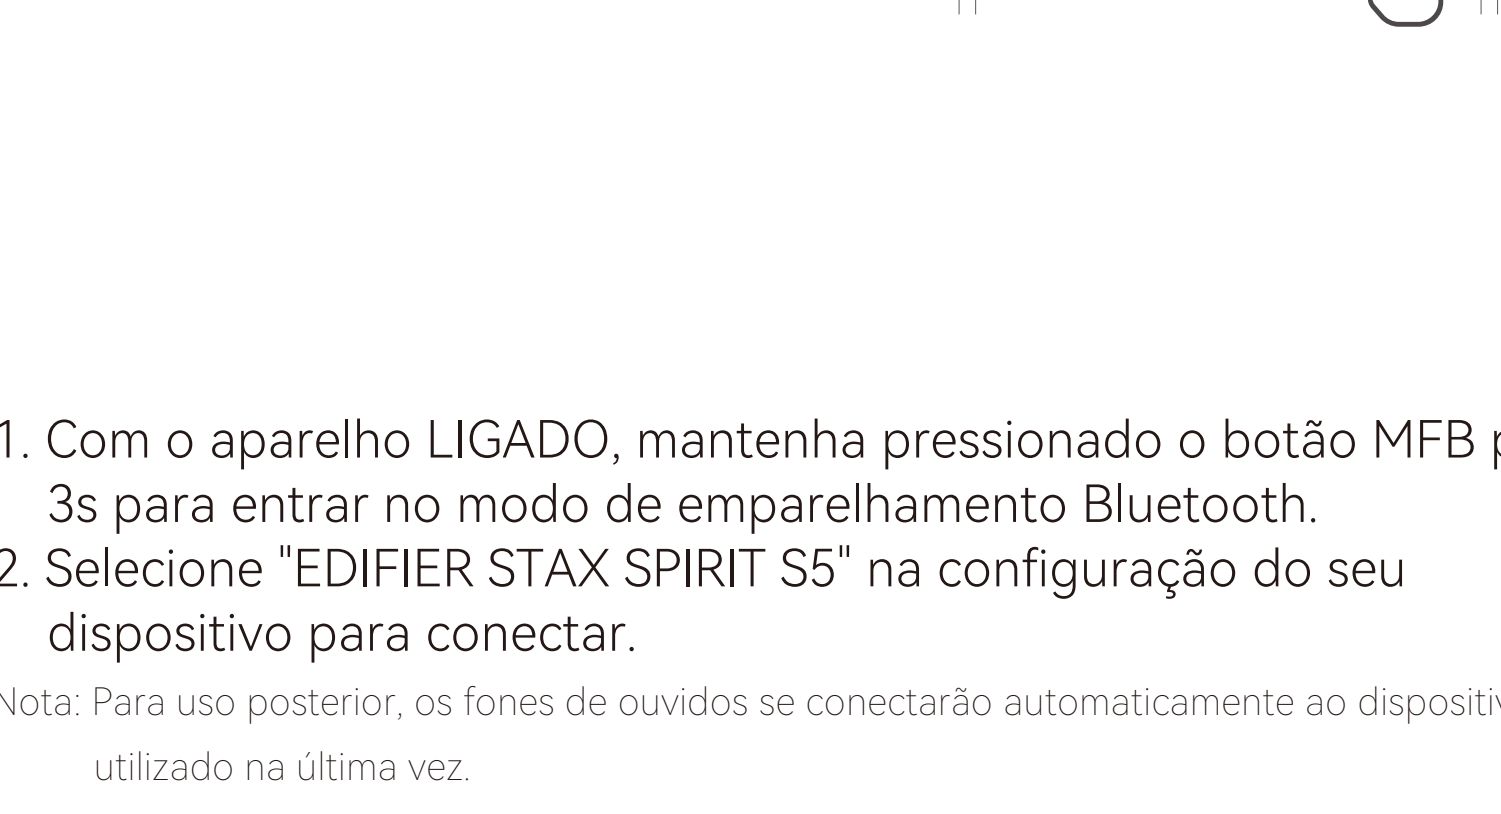 1. Com o aparelho LIGADO, mantenha pressionado o botão MFB
3s para entrar no modo de emparelhamento Bluetooth.
2. Selecione "EDIFIER STAX SPIRIT S5" na configuração do seu
dispositivo para conectar.
Nota: Para uso posterior, os fones de ouvidos se conectarão automaticamente ao
utilizado na última vez.